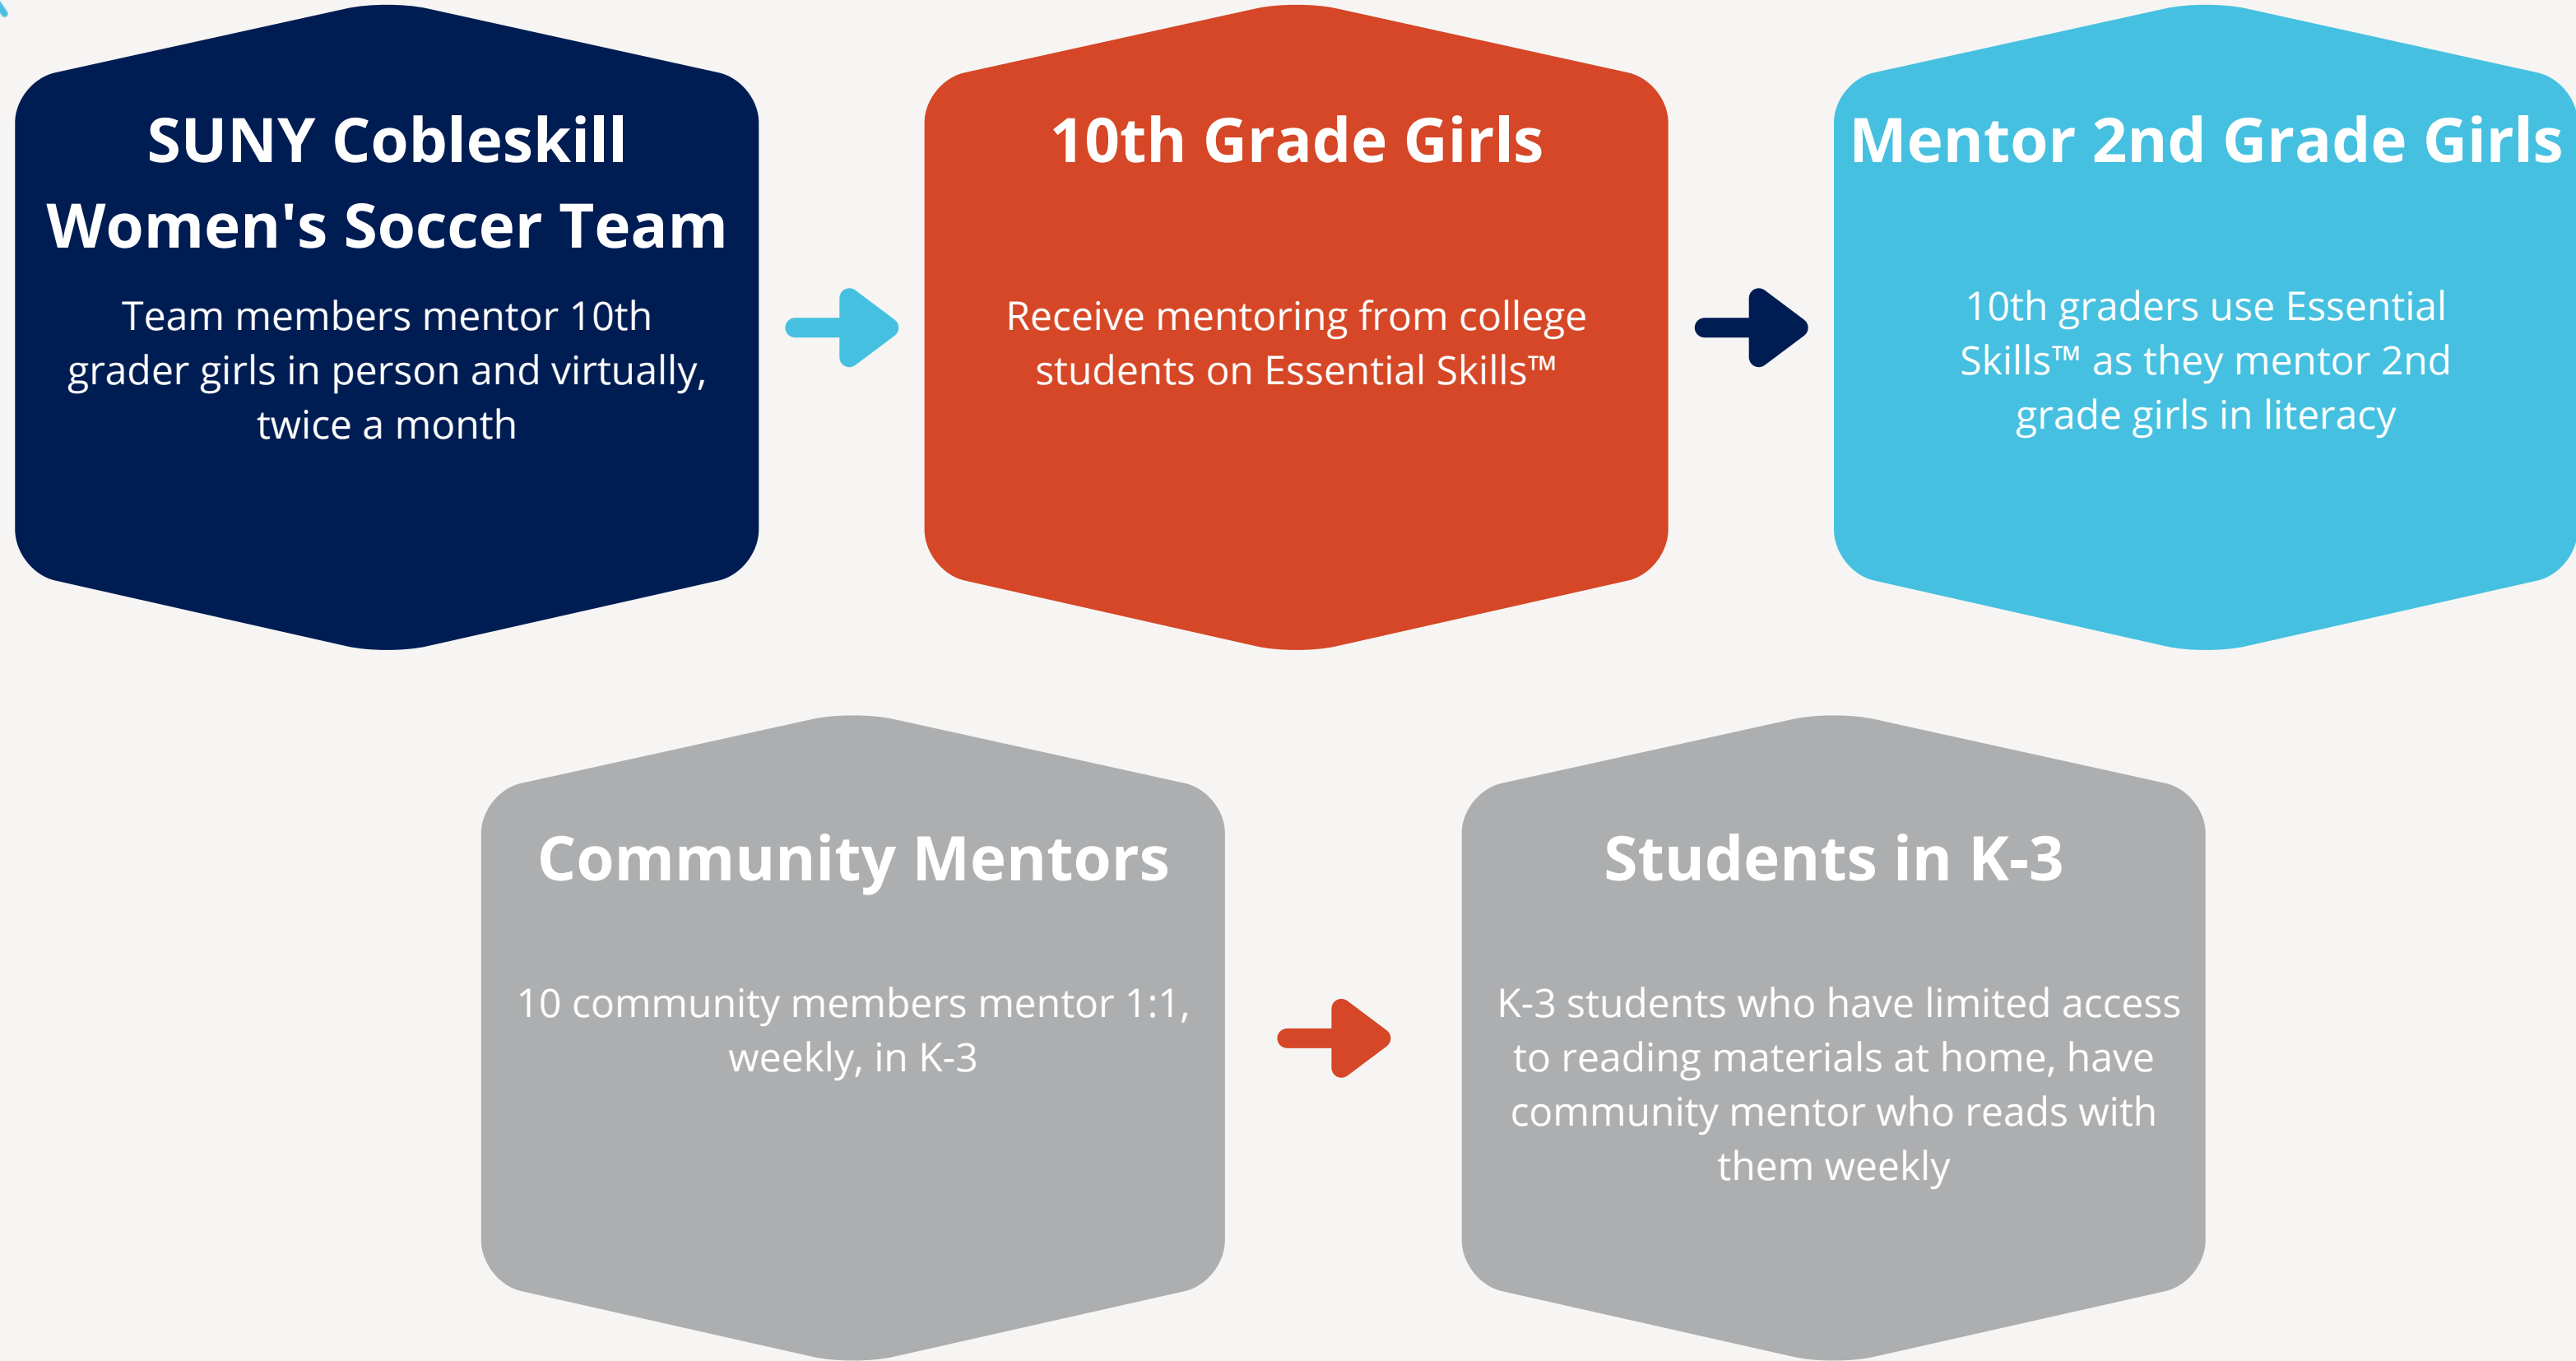 SUNY Cobleskill
Women's Soccer Team
Team members mentor 10th
grader girls in person and virtually,
twice a month
10th Grade Girls
Receive mentoring from college
students on Essential Skills™
Mentor 2nd Grade Girls
10th graders use Essential
Skills™ as they mentor 2nd
grade girls in literacy
Community Mentors
10 community members mentor 1:1,
weekly, in K-3
Students in K-3
K-3 students who have limited access
to reading materials at home, have
community mentor who reads with
them weekly